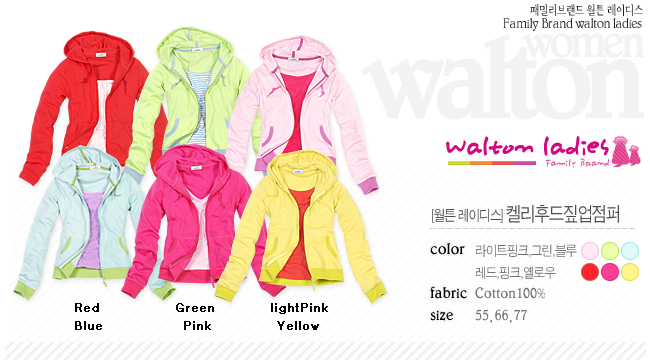 패밀리브랜드 월튼 레이디스
Family Brand walton ladies
women
walton
walton ladies
Family Brand
[월튼 레이디스] 켈리후드짚업점퍼
color 라이트핑크,그린,블루
레드,핑크,옐로우
fabric Cotton100%
size 55,66,77
Red Green lightPink
Blue Pink Yellow